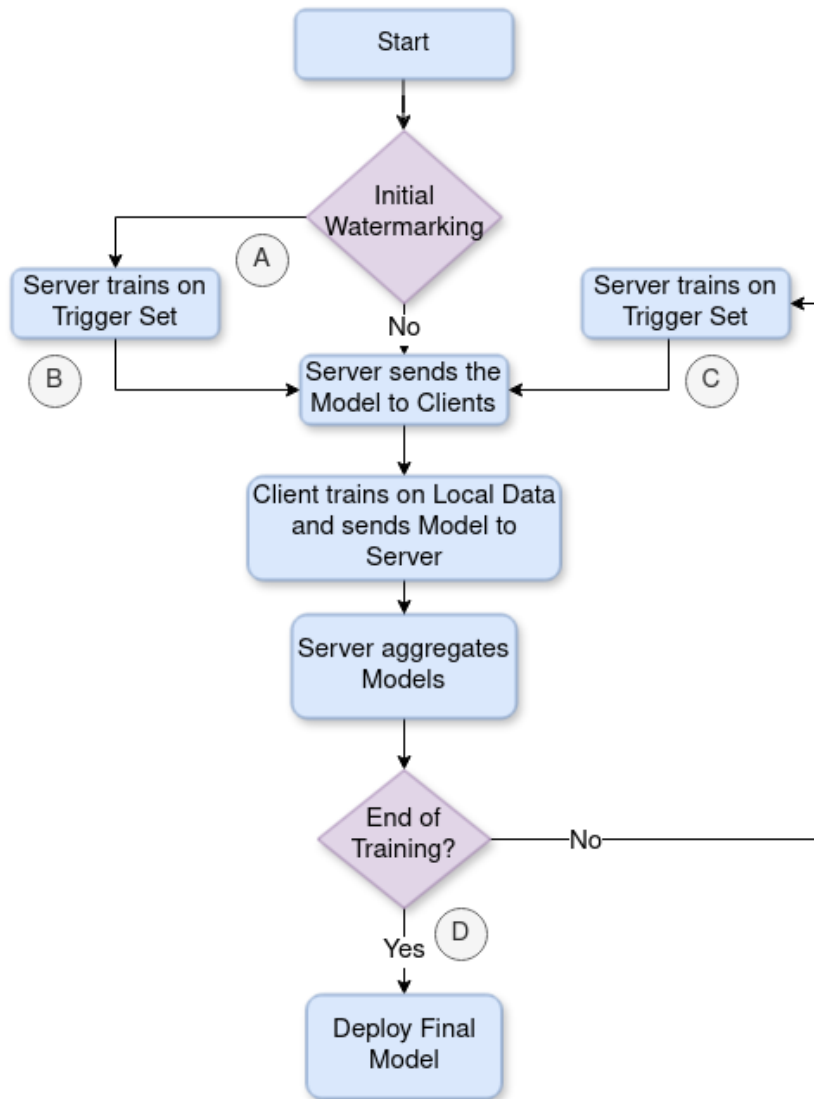 Start
Initial
Watermarking
A
Server trains on
Trigger Set
Server trains on
Trigger Set
No
B
C
Server sends the
Model to Clients
Client trains on Local Data
and sends Model to
Server
Server aggregates
Models
End of
Training?
No
D
Yes
Deploy Final
Model